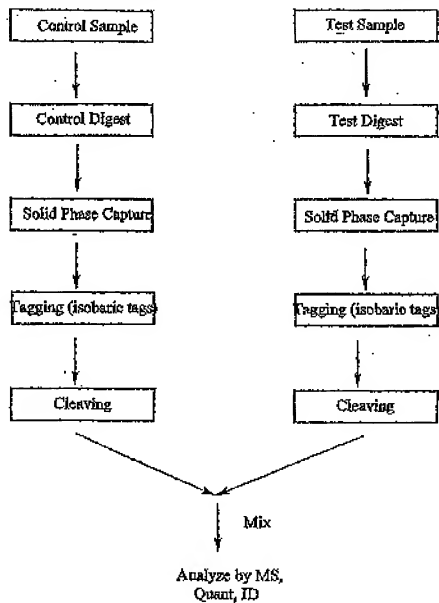 Control Sample
Test Sample
Control Digest
Test Digest
Solid Phase Capture
Solid Phase Capture
Tagging (isobaric tags)
Tagging (isobaric tags
Cleaving
Cleaving
Mix
Analyze by MS,
Quant, ID